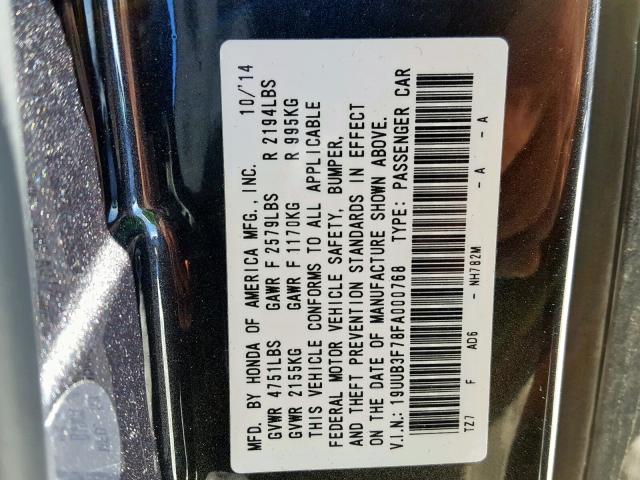 MFD. BY HONDA OF AMERICA MFG., INC. 10/'14
GVWR 4751LBS GAWR F 2579LBS R 2194LBS
GVWR 2155KG GAWR F 1170KG R 995KG
THIS VEHICLE CONFORMS TO ALL APPLICABLE
FEDERAL MOTOR VEHICLE SAFETY, BUMPER,
AND THEFT PREVENTION STANDARDS IN EFFECT
ON THE DATE OF MANUFACTURE SHOWN ABOVE.
V.I.N.: 19UUB3F78FA000768 TYPE: PASSENGER CAR
TZ7 F AD6 - NH782M - A - A